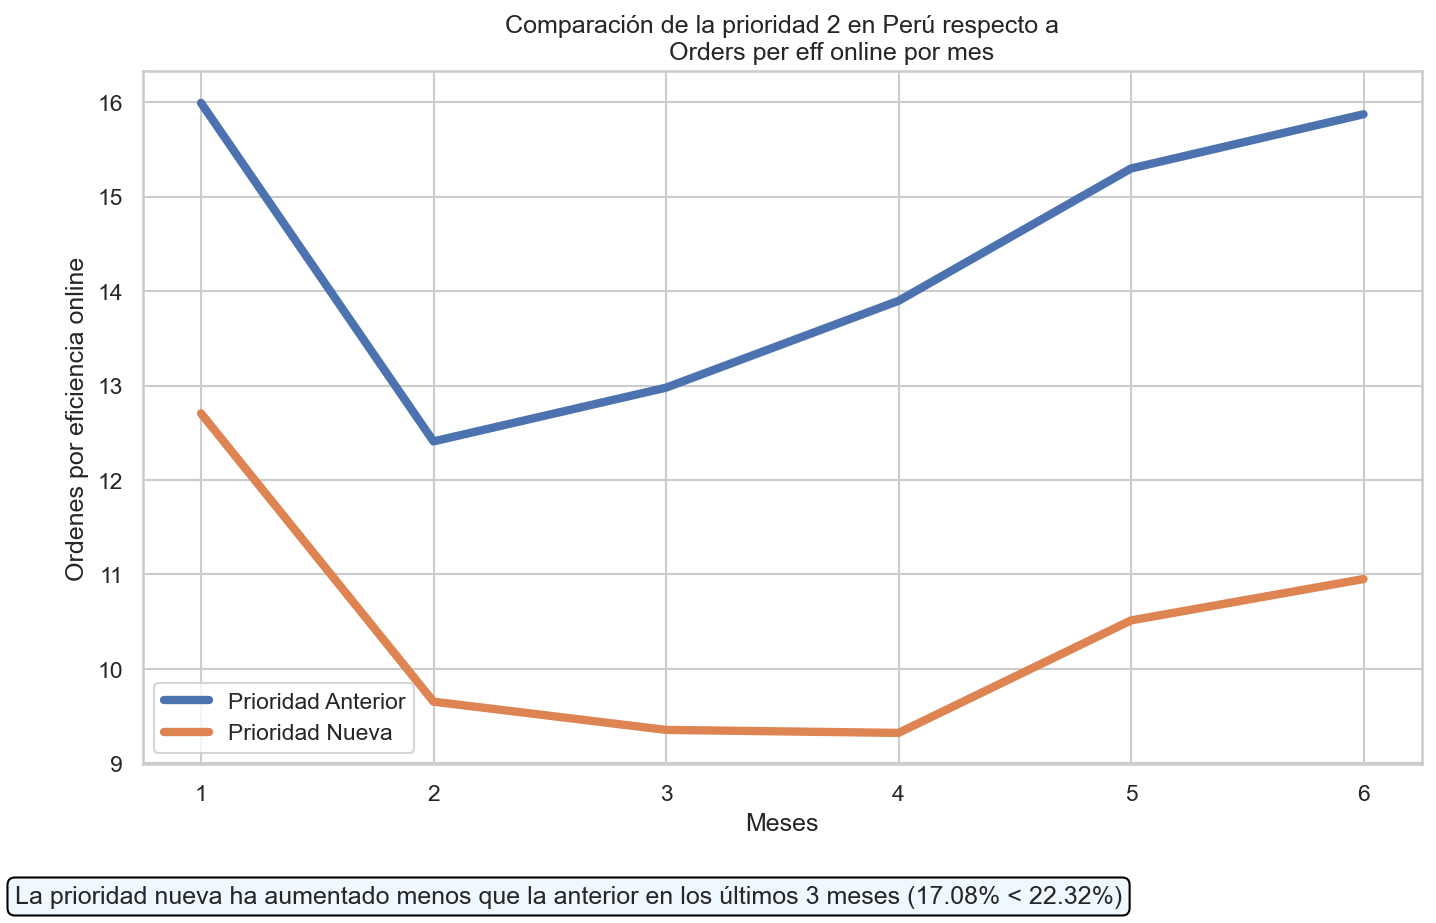 Comparación de la prioridad 2 en Perú respecto a
Orders per eff online por mes
Ordenes por eficiencia online
16
15
14
13
12
11
10
9
Prioridad Anterior
Prioridad Nueva
1 2 3 4 5 6
Meses
La prioridad nueva ha aumentado menos que la anterior en los últimos 3 meses (17.08% < 22.32%)